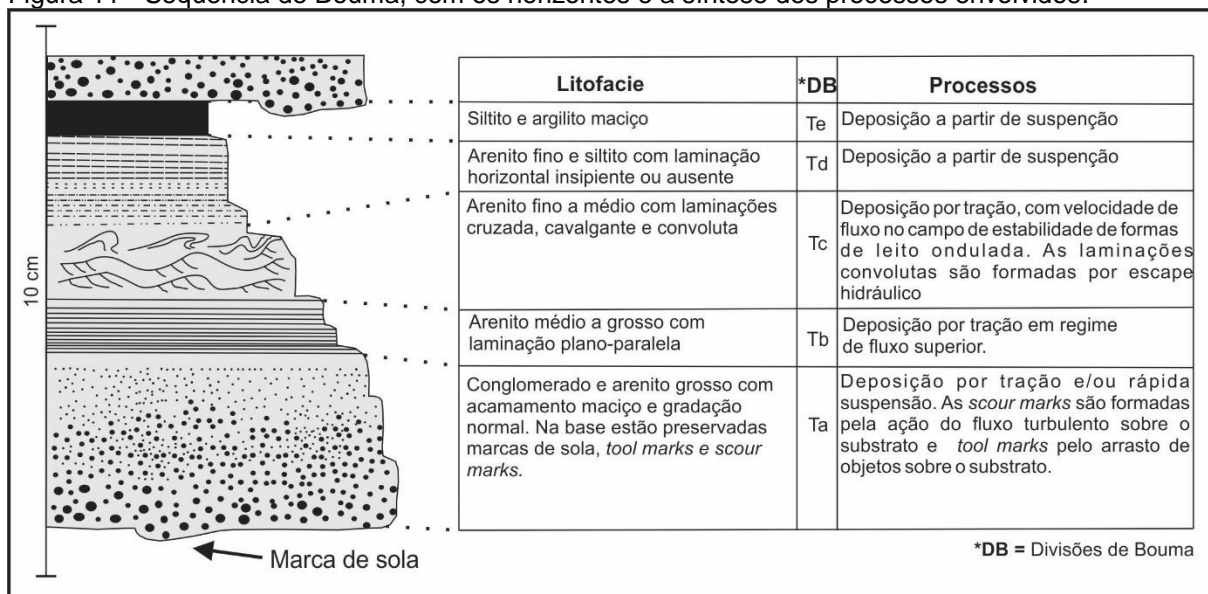 Figura 11 - Sequência de Bouma, com os horizontes e a síntese dos processos envolvidos.
10 cm
Litofacie
*DB
Processos
Siltito e argilito maciço
Te
Deposição a partir de suspenção
Arenito fino e siltito com laminação
horizontal insipiente ou ausente
Td
Deposição a partir de suspenção
Arenito fino a médio com laminações
cruzada, cavalgante e convoluta
Tc
Deposição por tração, com velocidade de
fluxo no campo de estabilidade de formas
de leito ondulada. As laminações
convolutas são formadas por escape
hidráulico
Arenito médio a grosso com
laminação plano-paralela
Tb
Deposição por tração em regime
de fluxo superior.
Conglomerado e arenito grosso com
acamamento maciço e gradação
normal. Na base estão preservadas
marcas de sola, tool marks e scour
marks.
Ta
Deposição por tração e/ou rápida
suspensão. As scour marks são formadas
pela ação do fluxo turbulento sobre o
substrato e tool marks pelo arrasto de
objetos sobre o substrato.
Marca de sola
*DB = Divisões de Bouma